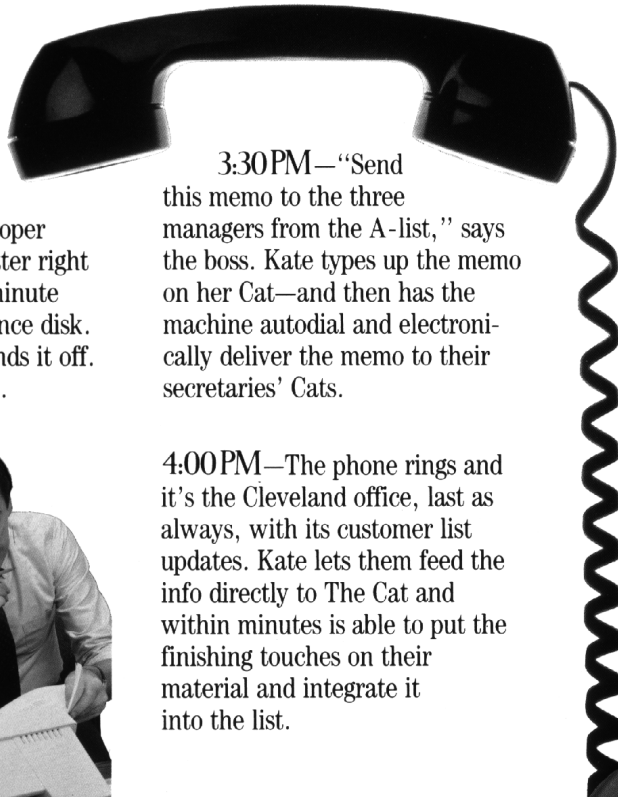 oper
ter right
inute
nce disk.
nds it off.
.
3:30 PM—“Send
this memo to the three
managers from the A-list,” says
the boss. Kate types up the memo
on her Cat—and then has the
machine autodial and electroni-
cally deliver the memo to their
secretaries’ Cats.
4:00 PM—The phone rings and
it’s the Cleveland office, last as
always, with its customer list
updates. Kate lets them feed the
info directly to The Cat and
within minutes is able to put the
finishing touches on their
material and integrate it
into the list.